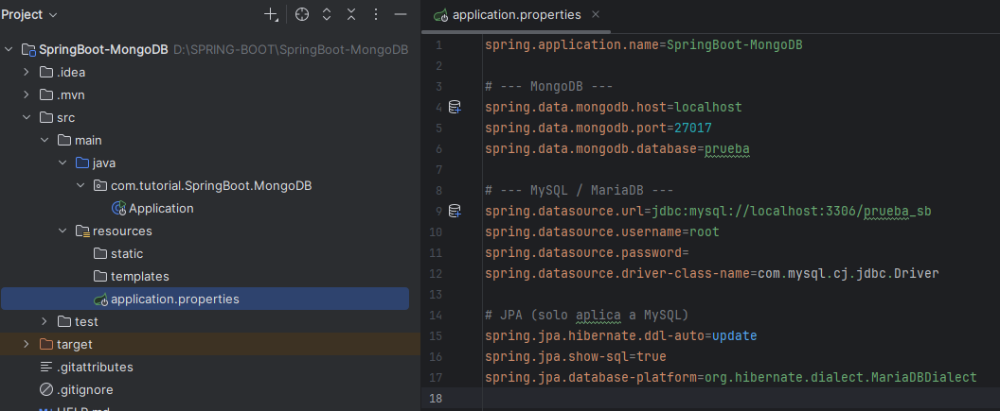 Project
SpringBoot-MongoDB D:\SPRING-BOOT\SpringBoot-MongoDB
.idea
.mvn
src
main
java
com.tutorial.SpringBoot.MongoDB
Application
resources
static
templates
application.properties
test
target
.gitattributes
.gitignore
HELP.md
application.properties
1 spring.application.name=SpringBoot-MongoDB
2
3 # --- MongoDB ---
4 spring.data.mongodb.host=localhost
5 spring.data.mongodb.port=27017
6 spring.data.mongodb.database=prueba
7
8 # --- MySQL / MariaDB ---
9 spring.datasource.url=jdbc:mysql://localhost:3306/prueba_sb
10 spring.datasource.username=root
11 spring.datasource.password=
12 spring.datasource.driver-class-name=com.mysql.cj.jdbc.Driver
13
14 # JPA (solo aplica a MySQL)
15 spring.jpa.hibernate.ddl-auto=update
16 spring.jpa.show-sql=true
17 spring.jpa.database-platform=org.hibernate.dialect.MariaDBDialect
18